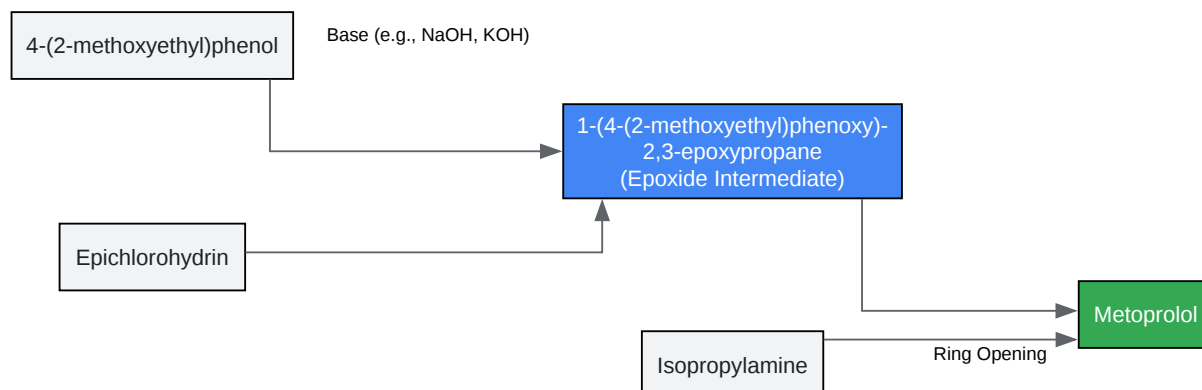 4-(2-methoxyethyl)phenol
Base (e.g., NaOH, KOH)
1-(4-(2-methoxyethyl)phenoxy)-
2,3-epoxypropane
(Epoxide Intermediate)
Epichlorohydrin
Metoprolol
Ring Opening
Isopropylamine